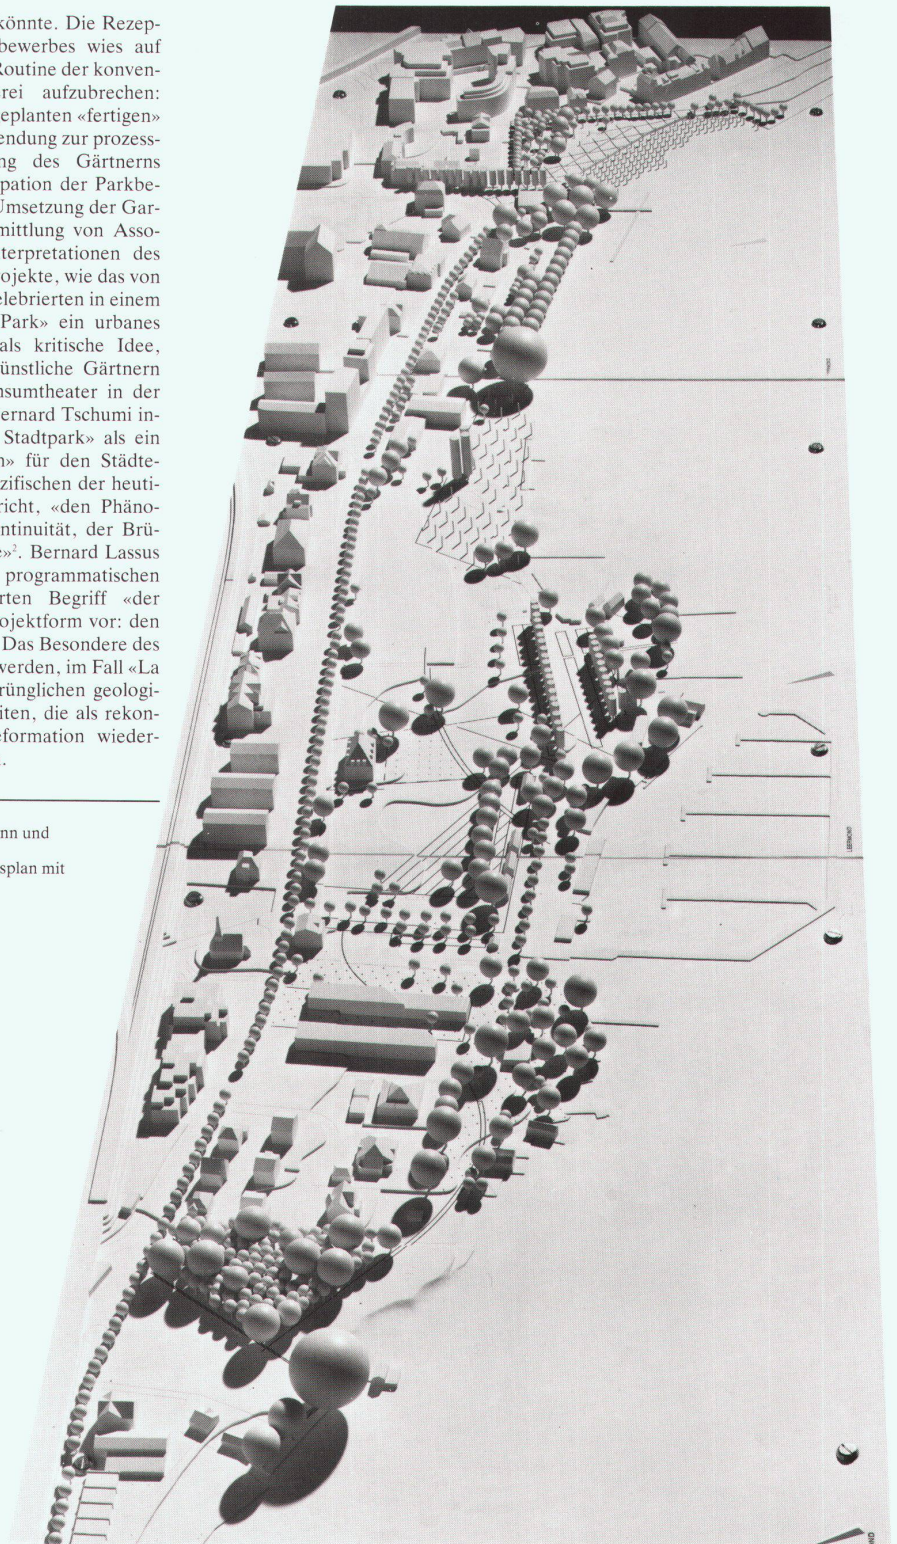 könnte. Die Rezep-
bewerbes wies auf
Routine der konven-
rei aufzubrechen:
eplanten «fertigen»
endung zur prozess-
ng des Gärtnerns
pation der Parkbe-
Umsetzung der Gar-
mittlung von Asso-
terpretationen des
ojekte, wie das von
elebrierten in einem
Park» ein urbanes
als kritische Idee,
ünstliche Gärtnern
nsumtheater in der
ernard Tschumi in-
Stadtpark» als ein
n» für den Städte-
zifischen der heuti-
richt, «den Phäno-
ontinuität, der Brü-
e»². Bernard Lassus
programmatischen
rten Begriff «der
ojektform vor: den
Das Besondere des
werden, im Fall «La
rünglichen geologi-
iten, die als rekon-
eformation wieder-
.
nn und
splan mit